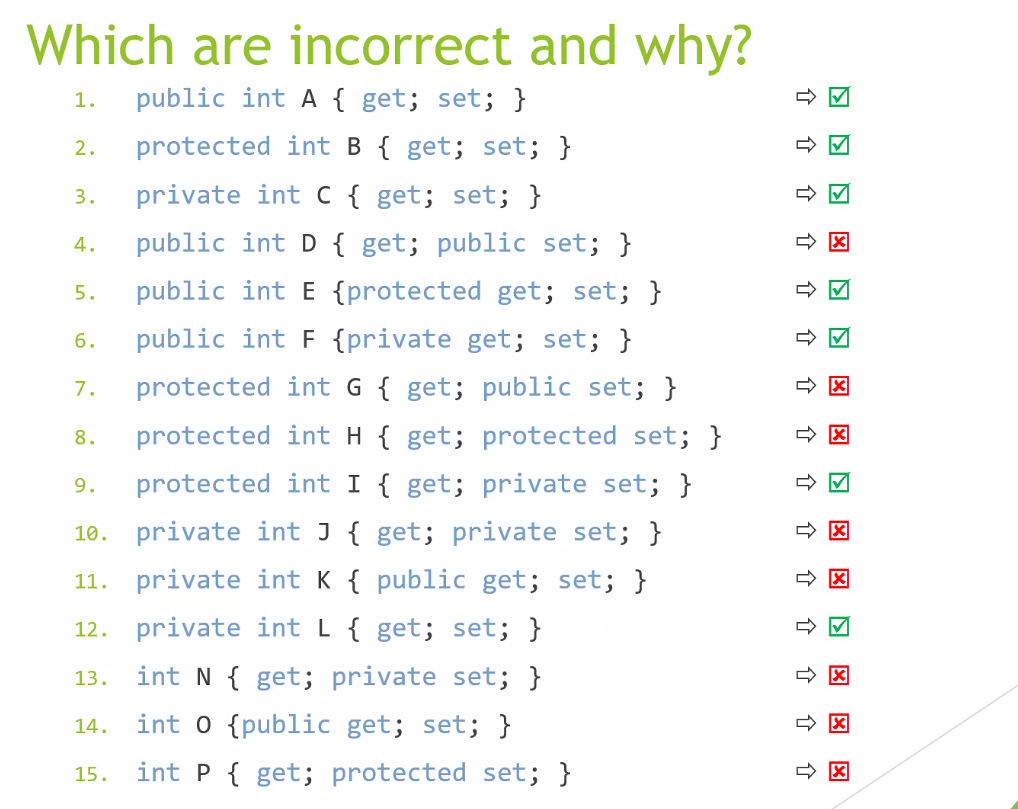 Which are incorrect and why?
1. public int A { get; set; }
2. protected int B { get; set; }
3. private int C { get; set; }
4. public int D { get; public set; }
5. public int E {protected get; set; }
6. public int F {private get; set; }
7. protected int G { get; public set; }
8. protected int H { get; protected set; }
9. protected int I { get; private set; }
10. private int J { get; private set; }
11. private int K { public get; set; }
12. private int L { get; set; }
13. int N { get; private set; }
14. int O {public get; set; }
15. int P { get; protected set; }